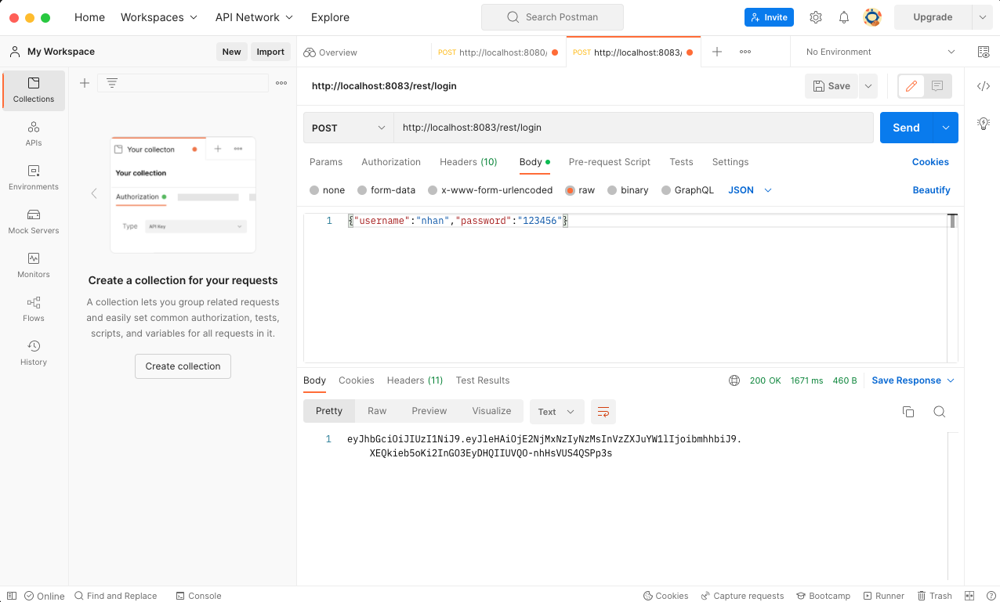 Home Workspaces API Network Explore Search Postman Invite Upgrade
My Workspace New Import Overview POST http://localhost:8080/ POST http://localhost:8083/ No Environment
Collections
APIs
Environments
Mock Servers
Monitors
Flows
History
Your collecton
Your collection
Authorization
Type API Key
Create a collection for your requests
A collection lets you group related requests
and easily set common authorization, tests,
scripts, and variables for all requests in it.
Create collection
http://localhost:8083/rest/login Save
POST http://localhost:8083/rest/login Send
Params Authorization Headers (10) Body Pre-request Script Tests Settings Cookies
none form-data x-www-form-urlencoded raw binary GraphQL JSON Beautify
1 {"username":"nhan","password":"123456"}
Body Cookies Headers (11) Test Results 200 OK 1671 ms 460 B Save Response
Pretty Raw Preview Visualize Text
1 eyJhbGciOiJIUzI1NiJ9.eyJleHAiOjE2NjMxNzIyNzMsInVzZXJuYW1lIjoibmhhbiJ9.
XEQkieb5oKi2InGO3EyDHQIIUVQO-nhHsVUS4QSPp3s
Online Find and Replace Console Cookies Capture requests Bootcamp Runner Trash